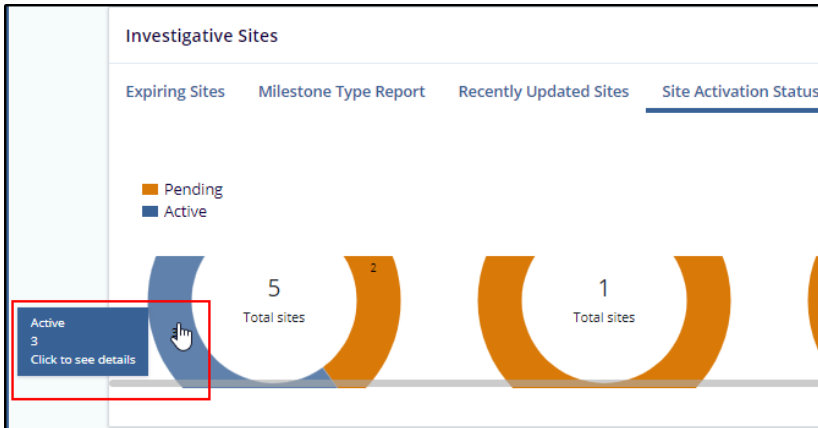 Investigative Sites
Expiring Sites Milestone Type Report Recently Updated Sites Site Activation Status
Pending
Active
2
5
Total sites
1
Total sites
Active
3
Click to see details